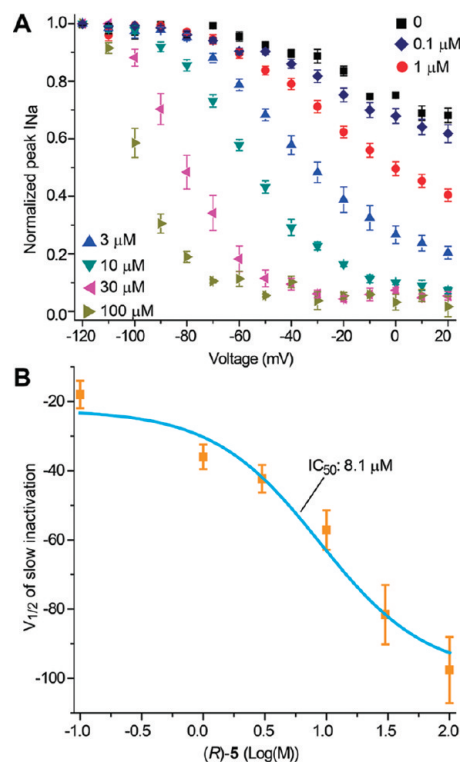 A
1.0
0.8
0.6
0.4
0.2
0.0
Normalized peak INa
0
0.1 μM
1 μM
3 μM
10 μM
30 μM
100 μM
-120 -100 -80 -60 -40 -20 0 20
Voltage (mV)
B
-20
-40
-60
-80
-100
V1/2 of slow inactivation
IC50: 8.1 μM
-1.0 -0.5 0.0 0.5 1.0 1.5 2.0
(R)-5 (Log(M))